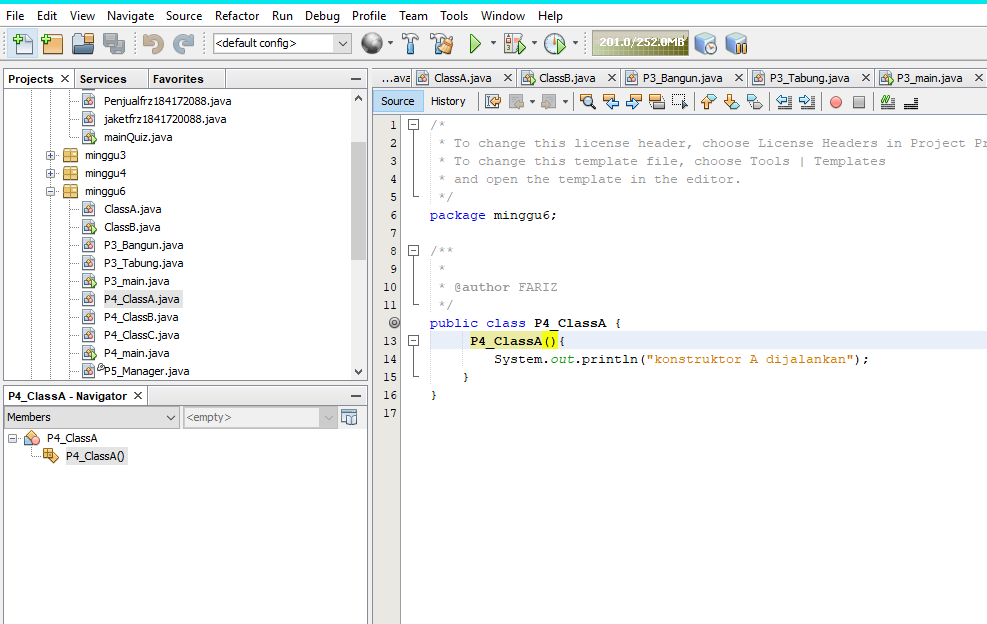 File Edit View Navigate Source Refactor Run Debug Profile Team Tools Window Help
<default config>
201.0/252.0MB
Projects Services Favorites
Penjualfrz184172088.java
jaketfrz1841720088.java
mainQuiz.java
minggu3
minggu4
minggu6
ClassA.java
ClassB.java
P3_Bangun.java
P3_Tabung.java
P3_main.java
P4_ClassA.java
P4_ClassB.java
P4_ClassC.java
P4_main.java
P5_Manager.java
P4_ClassA - Navigator
Members <empty>
P4_ClassA
P4_ClassA()
...ava ClassA.java ClassB.java P3_Bangun.java P3_Tabung.java P3_main.java
Source History
1 /*
2 * To change this license header, choose License Headers in Project Pr
3 * To change this template file, choose Tools | Templates
4 * and open the template in the editor.
5 */
6 package minggu6;
7
8 /**
9 *
10 * @author FARIZ
11 */
public class P4_ClassA {
13 P4_ClassA(){
14 System.out.println("konstruktor A dijalankan");
15 }
16 }
17